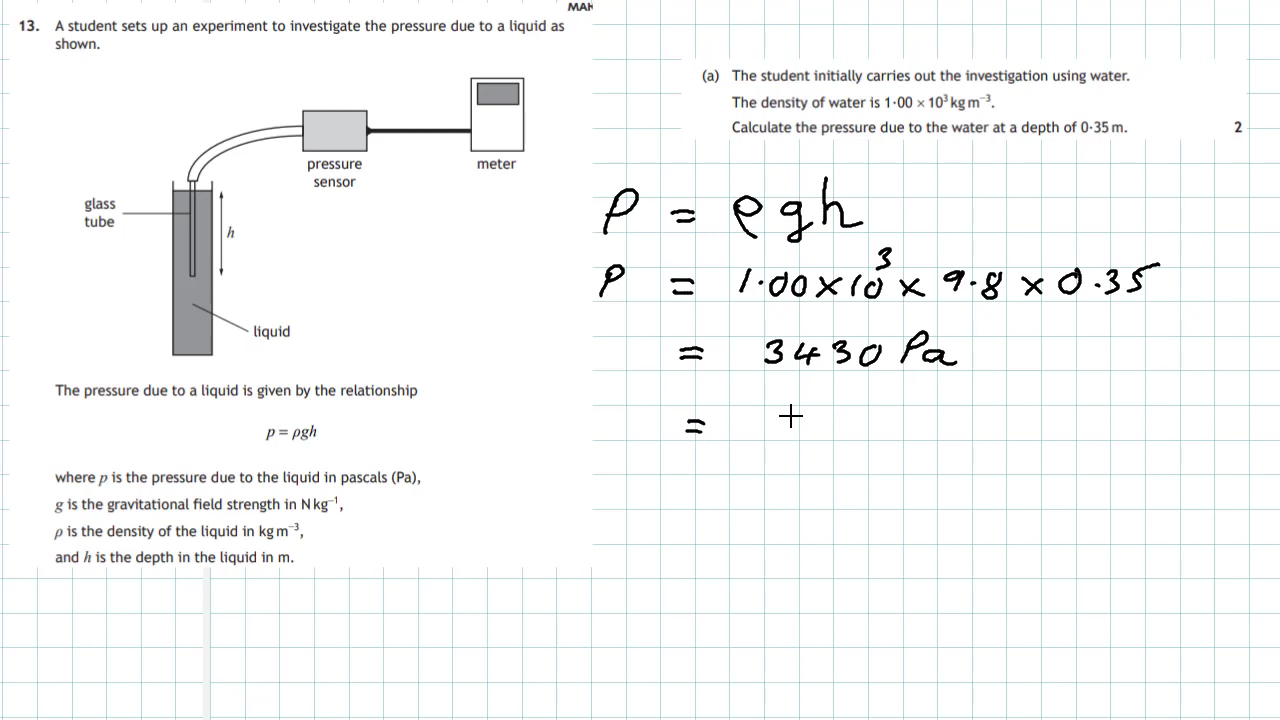 MAR
13. A student sets up an experiment to investigate the pressure due to a liquid as
shown.
pressure
sensor
meter
glass
tube
h
liquid
The pressure due to a liquid is given by the relationship
p = ρgh
where p is the pressure due to the liquid in pascals (Pa),
g is the gravitational field strength in N kg⁻¹,
ρ is the density of the liquid in kg m⁻³,
and h is the depth in the liquid in m.
(a) The student initially carries out the investigation using water.
The density of water is 1·00 × 10³ kg m⁻³.
Calculate the pressure due to the water at a depth of 0·35 m. 2
P = ρgh
P = 1.00×10³ × 9.8 × 0.35
= 3430 Pa
=